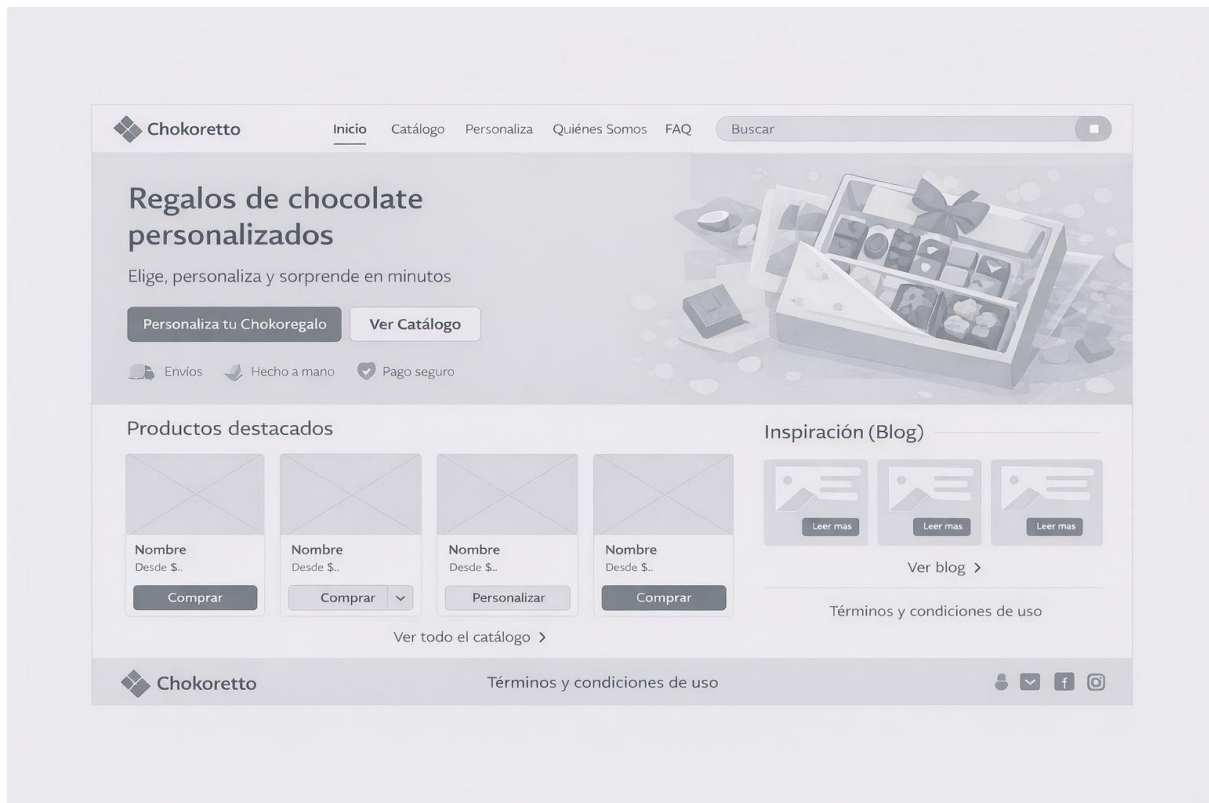 Chokoretto
Inicio
Catálogo
Personaliza
Quiénes Somos
FAQ
Buscar
Regalos de chocolate
personalizados
Elige, personaliza y sorprende en minutos
Personaliza tu Chokoregalo
Ver Catálogo
Envíos
Hecho a mano
Pago seguro
Productos destacados
Nombre
Desde $..
Comprar
Nombre
Desde $..
Comprar
Nombre
Desde $..
Personalizar
Nombre
Desde $..
Comprar
Ver todo el catálogo
Inspiración (Blog)
Leer mas
Leer mas
Leer mas
Ver blog
Términos y condiciones de uso
Chokoretto
Términos y condiciones de uso
f